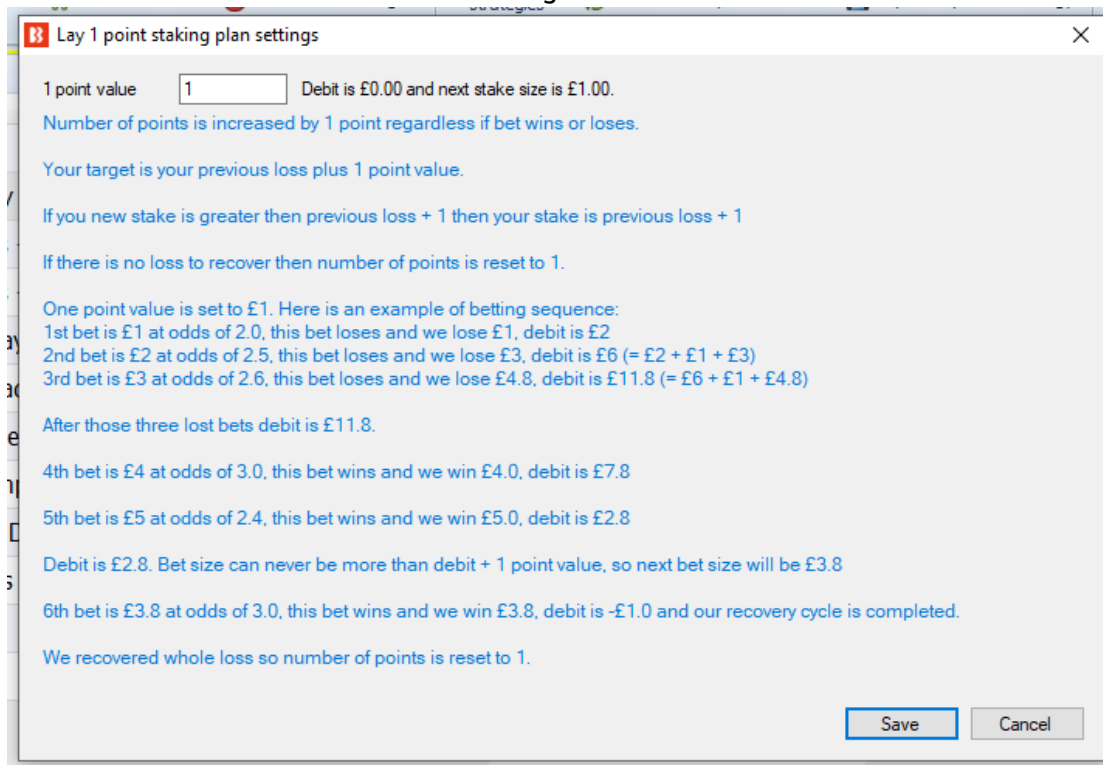 Lay 1 point staking plan settings
1 point value 1 Debit is £0.00 and next stake size is £1.00.
Number of points is increased by 1 point regardless if bet wins or loses.
Your target is your previous loss plus 1 point value.
If you new stake is greater then previous loss + 1 then your stake is previous loss + 1
If there is no loss to recover then number of points is reset to 1.
One point value is set to £1. Here is an example of betting sequence:
1st bet is £1 at odds of 2.0, this bet loses and we lose £1, debit is £2
2nd bet is £2 at odds of 2.5, this bet loses and we lose £3, debit is £6 (= £2 + £1 + £3)
3rd bet is £3 at odds of 2.6, this bet loses and we lose £4.8, debit is £11.8 (= £6 + £1 + £4.8)
After those three lost bets debit is £11.8.
4th bet is £4 at odds of 3.0, this bet wins and we win £4.0, debit is £7.8
5th bet is £5 at odds of 2.4, this bet wins and we win £5.0, debit is £2.8
Debit is £2.8. Bet size can never be more than debit + 1 point value, so next bet size will be £3.8
6th bet is £3.8 at odds of 3.0, this bet wins and we win £3.8, debit is -£1.0 and our recovery cycle is completed.
We recovered whole loss so number of points is reset to 1.
Save Cancel